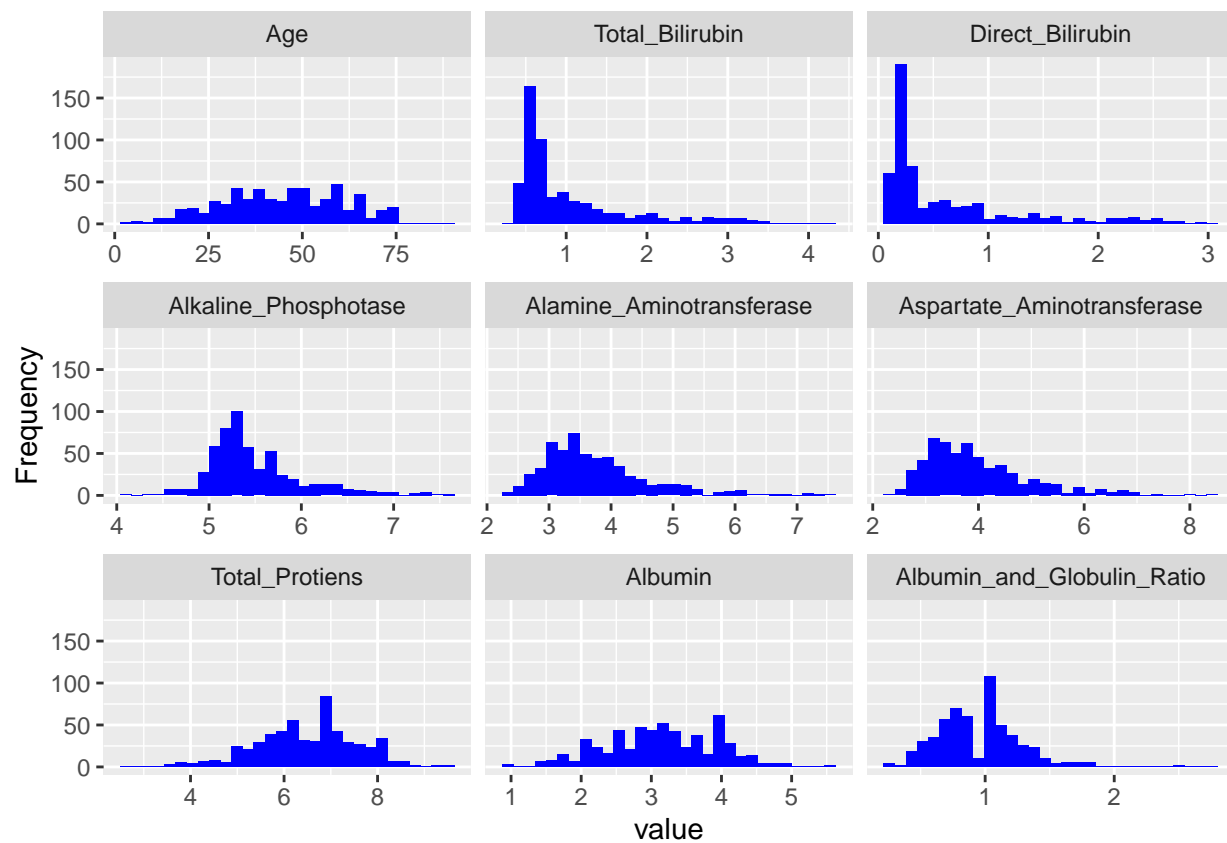 Age Total_Bilirubin Direct_Bilirubin
150
100
50
0
0 25 50 75 1 2 3 4 0 1 2 3
Alkaline_Phosphotase Alamine_Aminotransferase Aspartate_Aminotransferase
150
100
50
0
4 5 6 7 2 3 4 5 6 7 2 4 6 8
Total_Protiens Albumin Albumin_and_Globulin_Ratio
150
100
50
0
4 6 8 1 2 3 4 5 1 2
Frequency
value